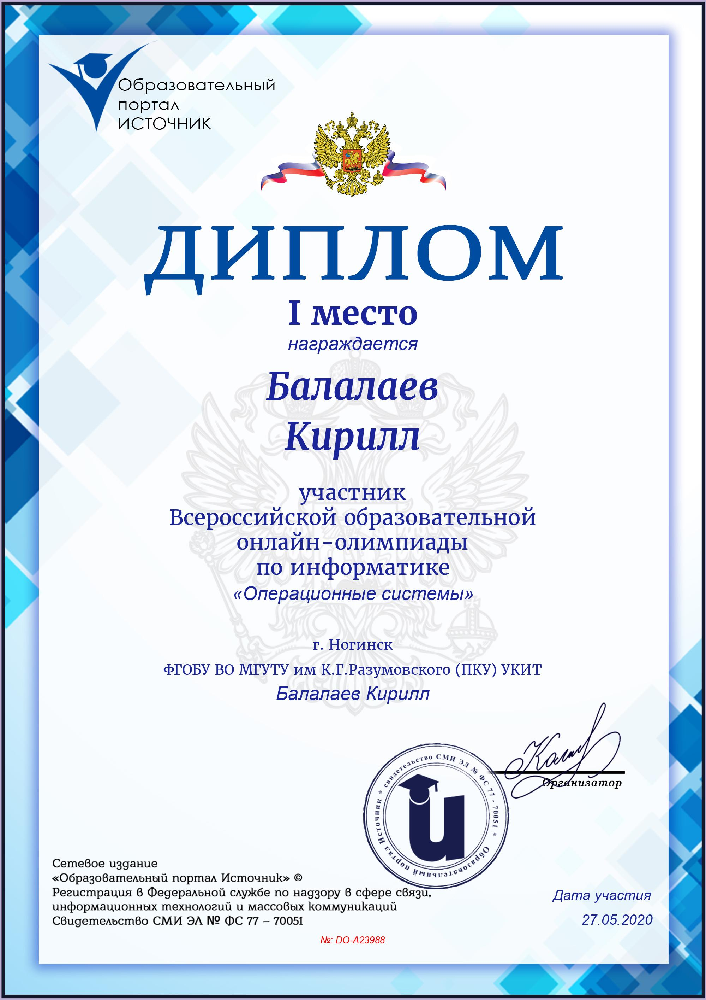 Образовательный
портал
ИСТОЧНИК
ДИПЛОМ
I место
награждается
Балалаев
Кирилл
участник
Всероссийской образовательной
онлайн-олимпиады
по информатике
«Операционные системы»
г. Ногинск
ФГОБУ ВО МГУТУ им К.Г.Разумовского (ПКУ) УКИТ
Балалаев Кирилл
Организатор
* свидетельство СМИ ЭЛ № ФС 77 - 70051 * Образовательный портал Источник
и
Сетевое издание
«Образовательный портал Источник» ©
Регистрация в Федеральной службе по надзору в сфере связи,
информационных технологий и массовых коммуникаций
Свидетельство СМИ ЭЛ № ФС 77 – 70051
Дата участия
27.05.2020
№: DO-A23988